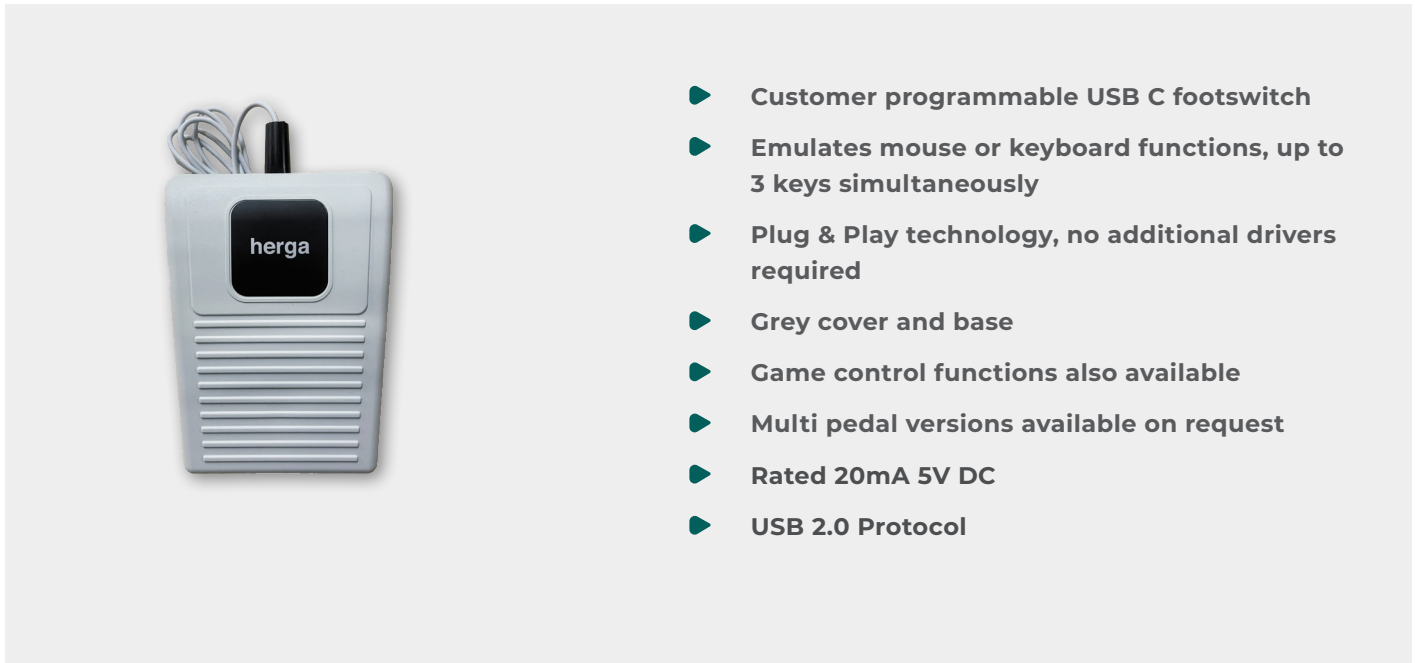 herga
Customer programmable USB C footswitch
Emulates mouse or keyboard functions, up to
3 keys simultaneously
Plug & Play technology, no additional drivers
required
Grey cover and base
Game control functions also available
Multi pedal versions available on request
Rated 20mA 5V DC
USB 2.0 Protocol